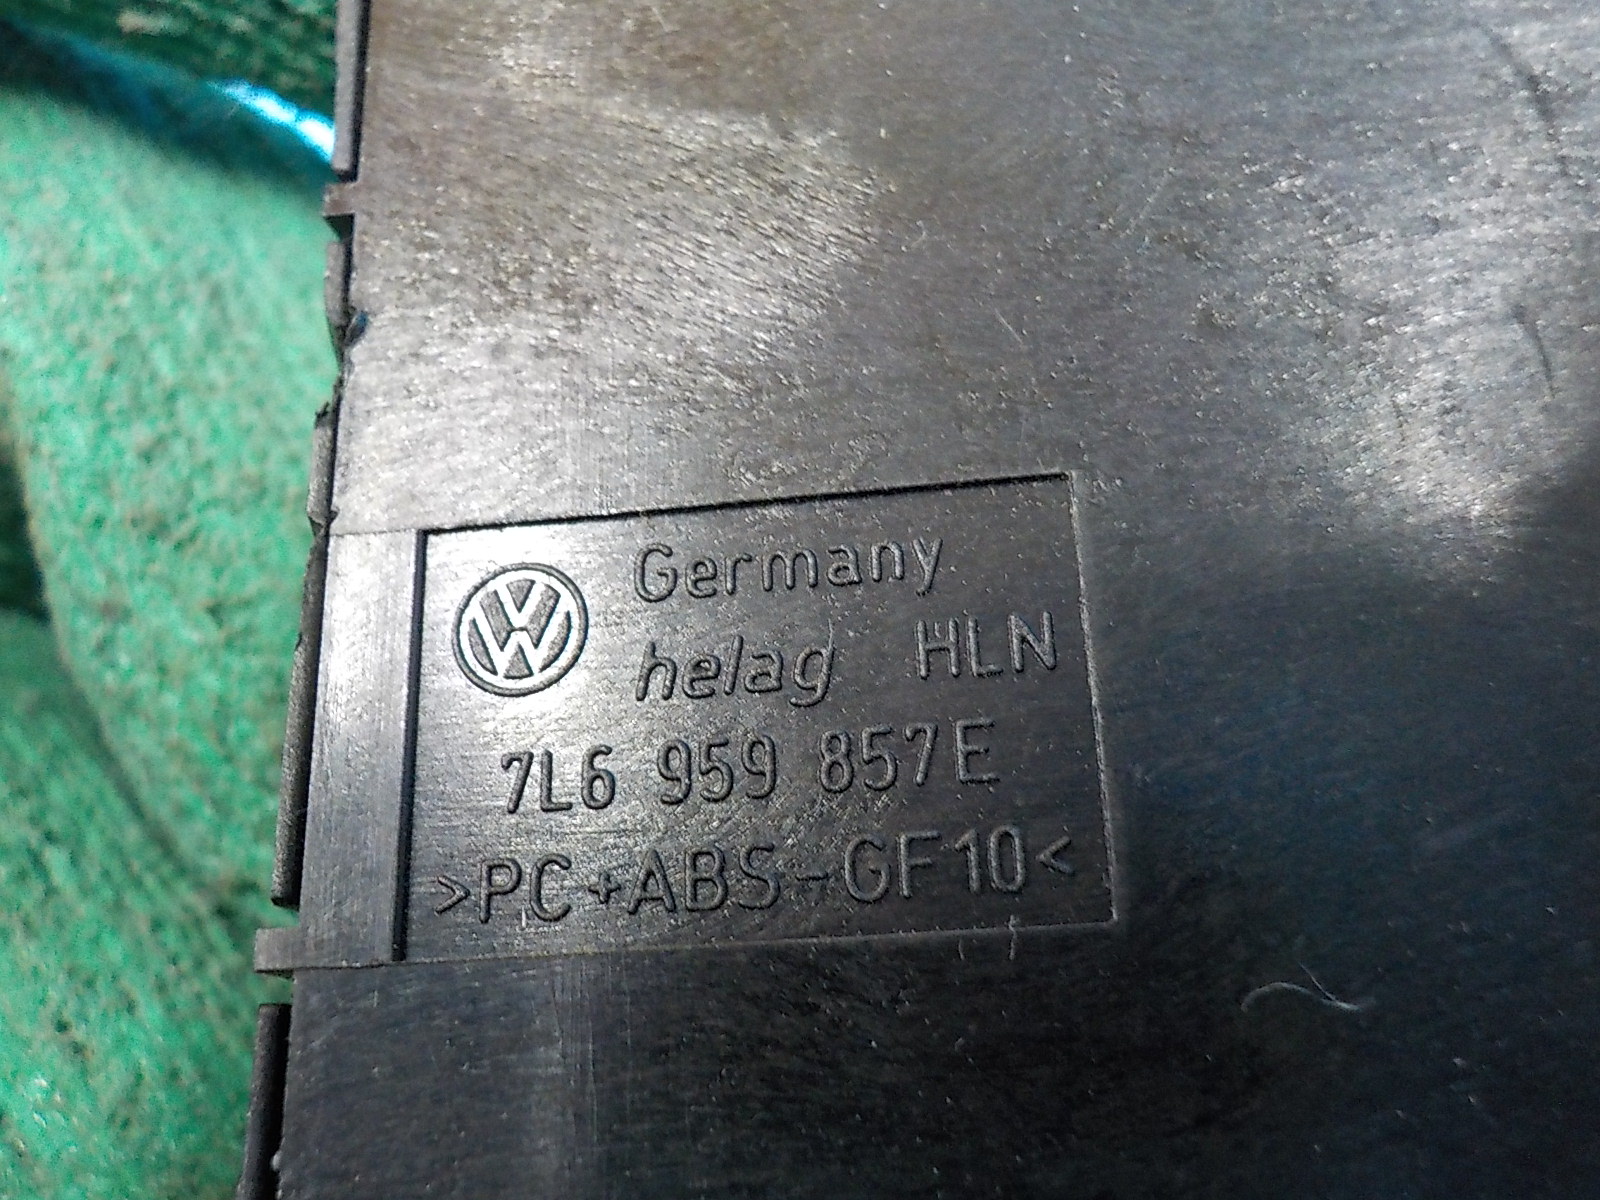 Germany
helag HLN
7L6 959 857E
>PC+ABS-GF10<